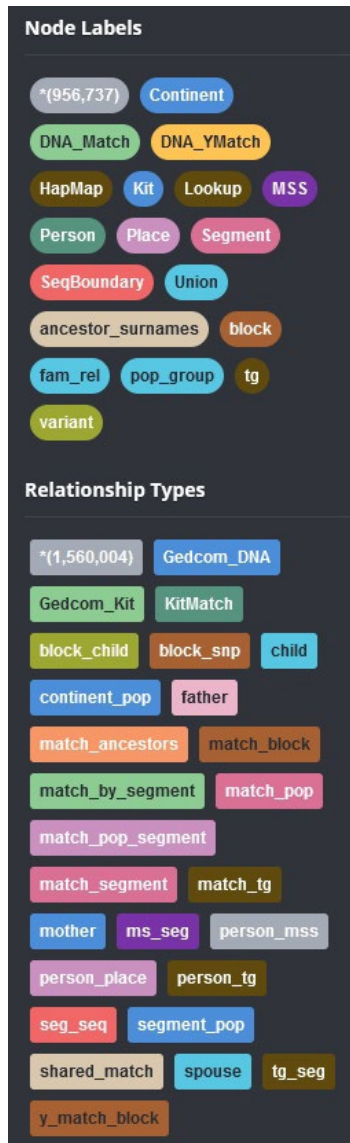 Node Labels
*(956,737) Continent
DNA_Match DNA_YMatch
HapMap Kit Lookup MSS
Person Place Segment
SeqBoundary Union
ancestor_surnames block
fam_rel pop_group tg
variant
Relationship Types
*(1,560,004) Gedcom_DNA
Gedcom_Kit KitMatch
block_child block_snp child
continent_pop father
match_ancestors match_block
match_by_segment match_pop
match_pop_segment
match_segment match_tg
mother ms_seg person_mss
person_place person_tg
seg_seq segment_pop
shared_match spouse tg_seg
y_match_block